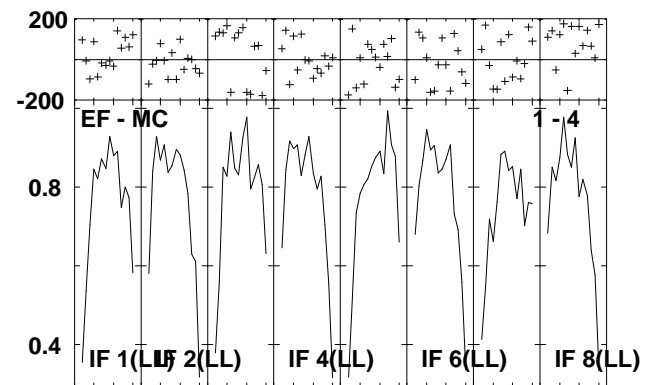 200
-200
EF - MC 1 - 4
0.8
0.4
IF 1(LL) IF 2(LL) IF 4(LL) IF 6(LL) IF 8(LL)